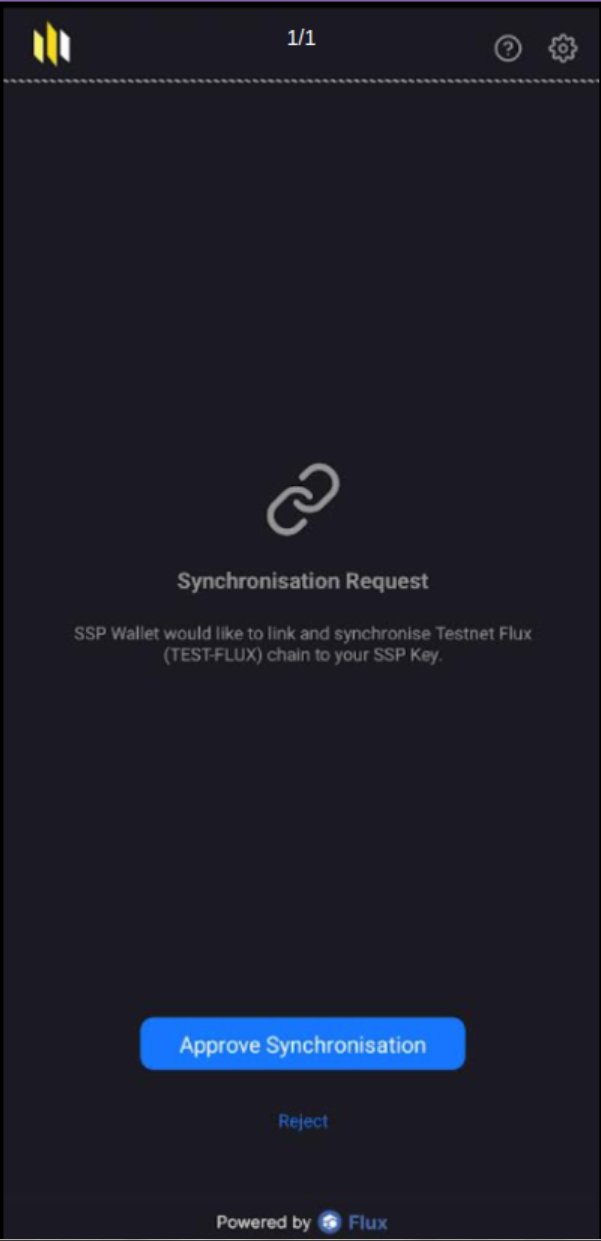 1/1
Synchronisation Request
SSP Wallet would like to link and synchronise Testnet Flux
(TEST-FLUX) chain to your SSP Key.
Approve Synchronisation
Reject
Powered by Flux